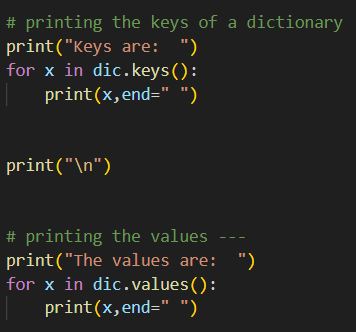 # printing the keys of a dictionary
print("Keys are:  ")
for x in dic.keys():
    print(x,end=" ")
print("\n")
# printing the values ---
print("The values are:  ")
for x in dic.values():
    print(x,end=" ")